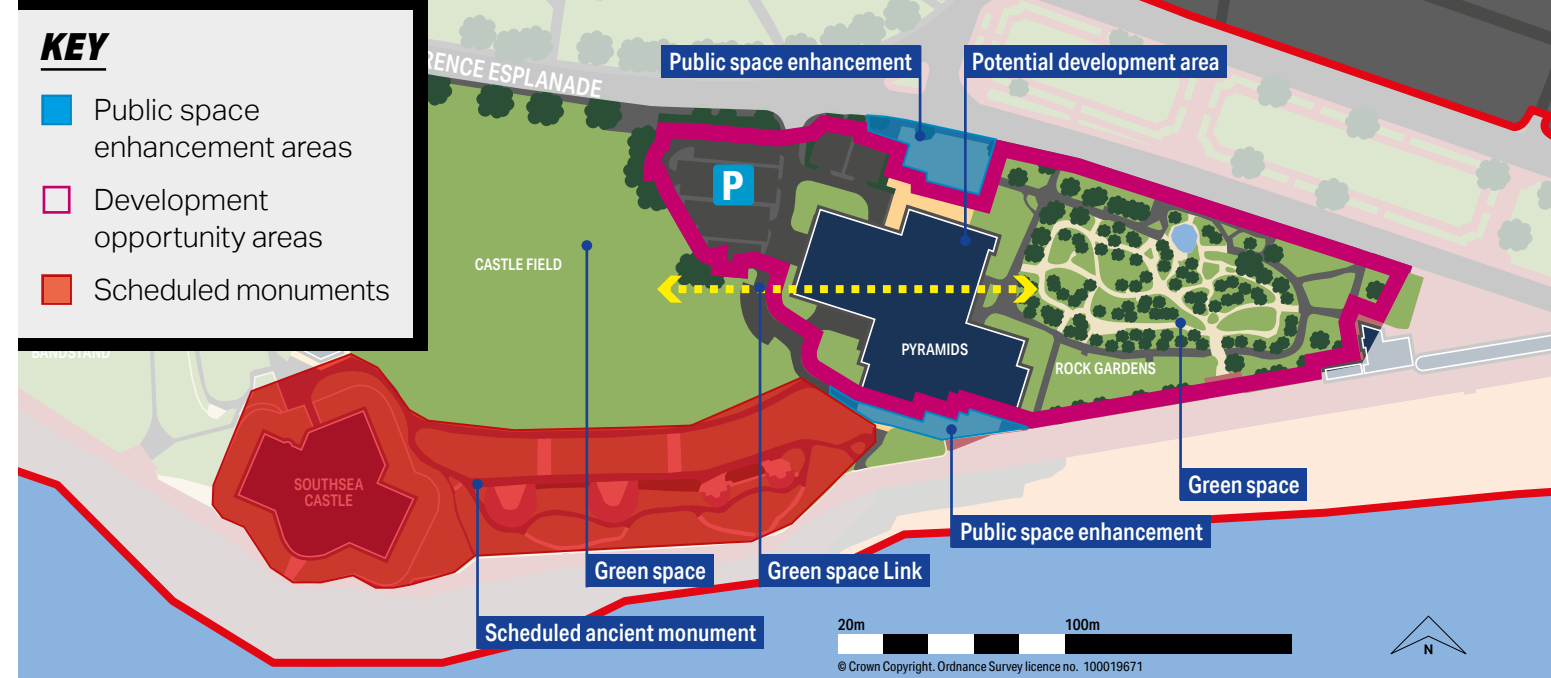 KEY
Public space
enhancement areas
Development
opportunity areas
Scheduled monuments
RENCE ESPLANADE
Public space enhancement
Potential development area
P
CASTLE FIELD
PYRAMIDS
ROCK GARDENS
BANDSTAND
SOUTHSEA
CASTLE
Green space
Public space enhancement
Green space
Green space Link
Scheduled ancient monument
20m
100m
N
© Crown Copyright. Ordnance Survey licence no. 100019671